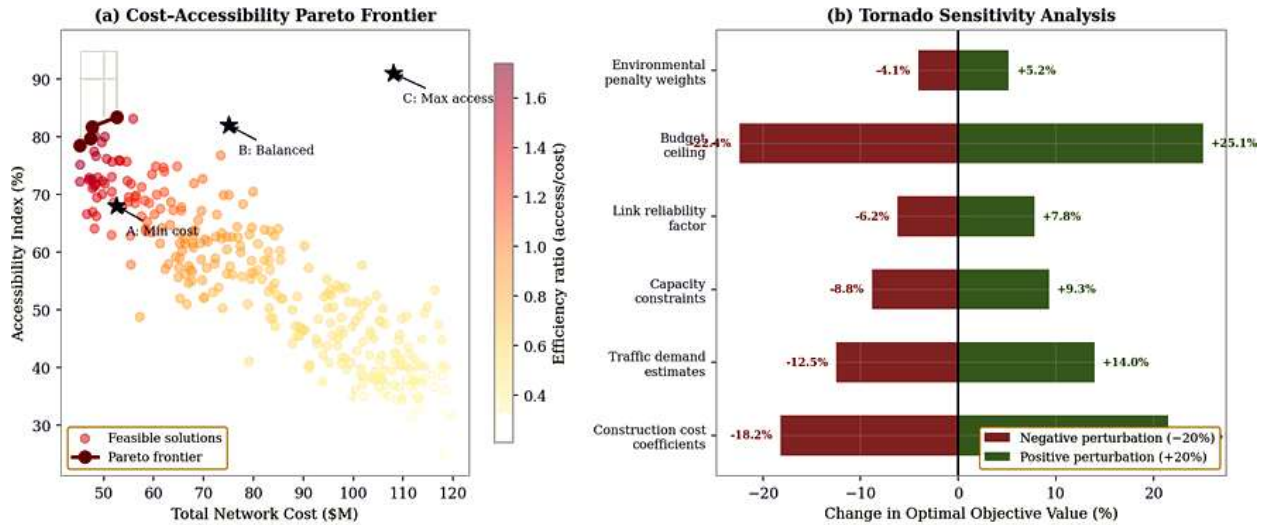 (a) Cost–Accessibility Pareto Frontier
Accessibility Index (%)
90
80
70
60
50
40
30
50
60
70
80
90
100
110
120
Total Network Cost ($M)
C: Max access
B: Balanced
A: Min cost
Feasible solutions
Pareto frontier
1.6
1.4
1.2
1.0
0.8
0.6
0.4
Efficiency ratio (access/cost)
(b) Tornado Sensitivity Analysis
Environmental
penalty weights
-4.1%
+5.2%
Budget
ceiling
-22.4%
+25.1%
Link reliability
factor
-6.2%
+7.8%
Capacity
constraints
-8.8%
+9.3%
Traffic demand
estimates
-12.5%
+14.0%
Construction cost
coefficients
-18.2%
Negative perturbation (−20%)
Positive perturbation (+20%)
−20
−10
0
10
20
Change in Optimal Objective Value (%)